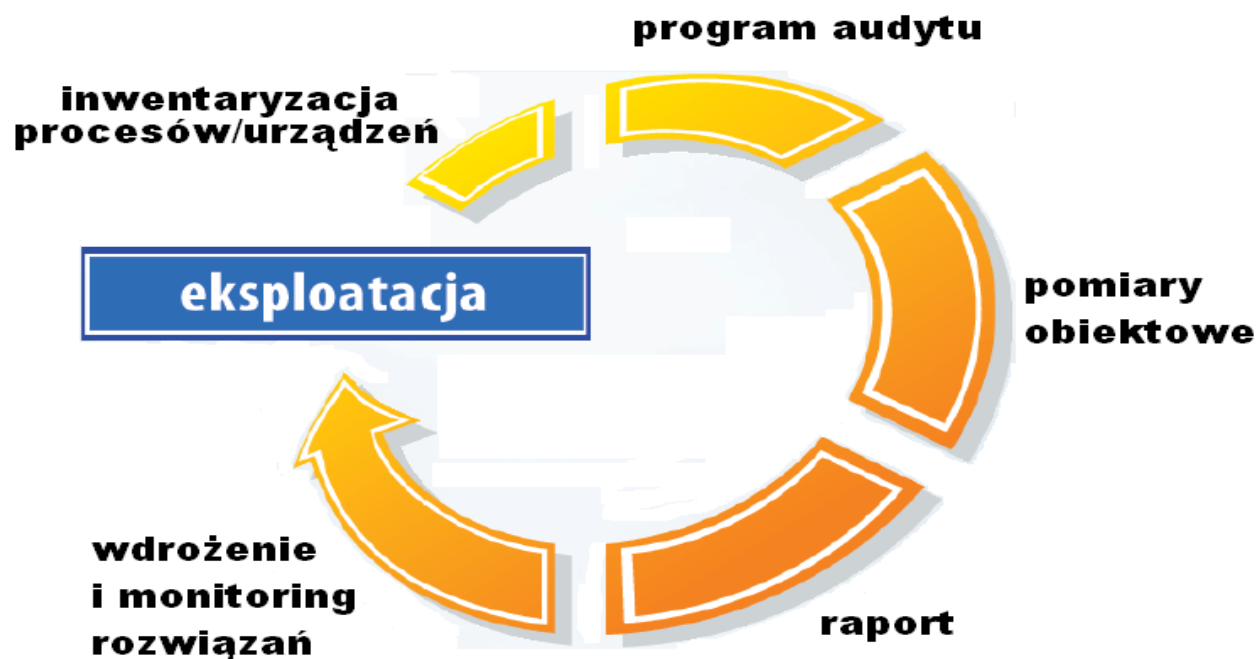 program audytu
inwentaryzacja
procesów/urządzeń
eksploatacja
pomiary
obiektowe
wdrożenie
i monitoring
rozwiązań
raport